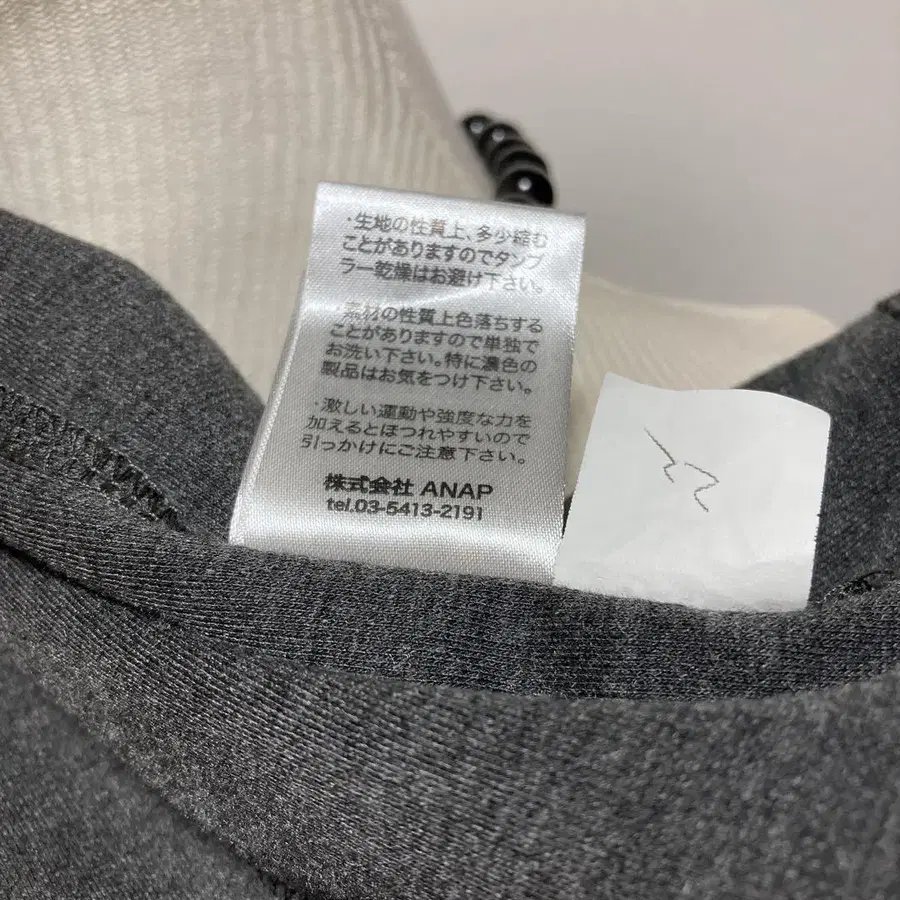 ・生地の性質上、多少縮む
ことがありますのでタンブ
ラー乾燥はお避け下さい。
・素材の性質上色落ちする
ことがありますので単独で
お洗い下さい。特に濃色の
製品はお気をつけ下さい。
・激しい運動や強度な力を
加えるとほつれやすいので
引っかけにご注意下さい。
株式会社 ANAP
tel.03-5413-2191